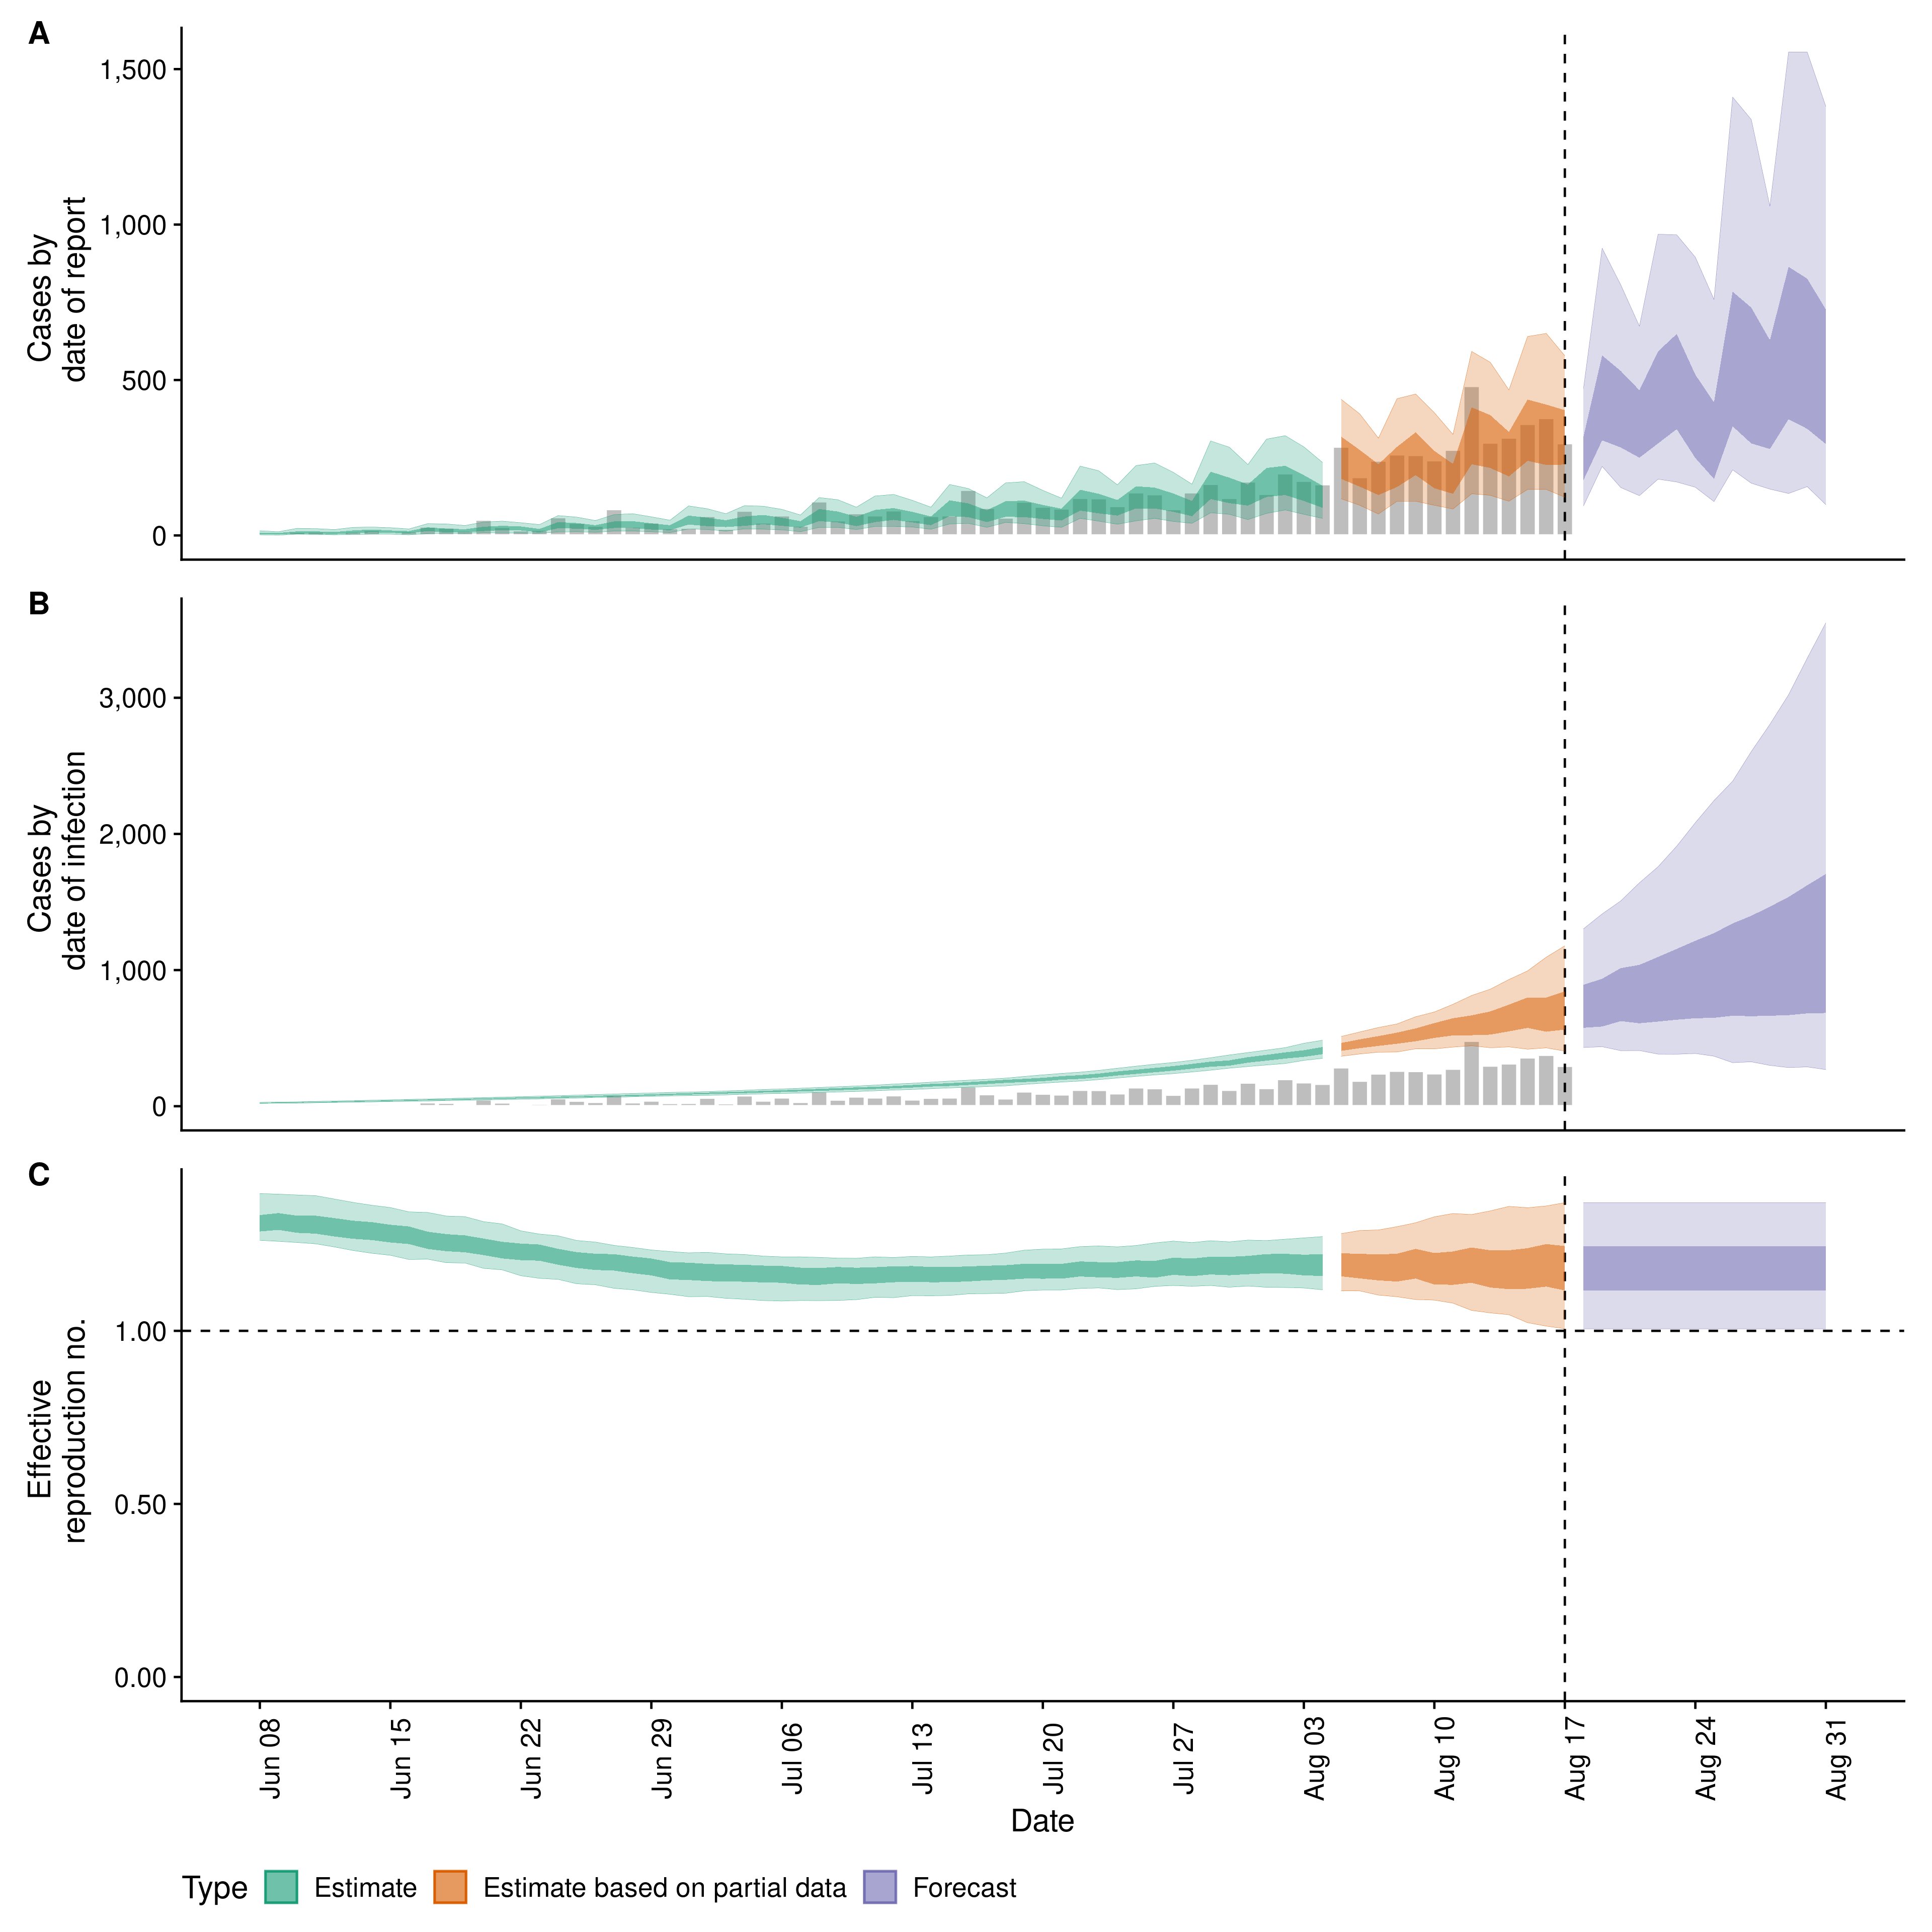 A
1,500
1,000
500
0
Cases by
date of report
B
3,000
2,000
1,000
0
Cases by
date of infection
C
1.00
0.50
0.00
Effective
reproduction no.
Jun 08
Jun 15
Jun 22
Jun 29
Jul 06
Jul 13
Jul 20
Jul 27
Aug 03
Aug 10
Aug 17
Aug 24
Aug 31
Date
Type Estimate Estimate based on partial data Forecast